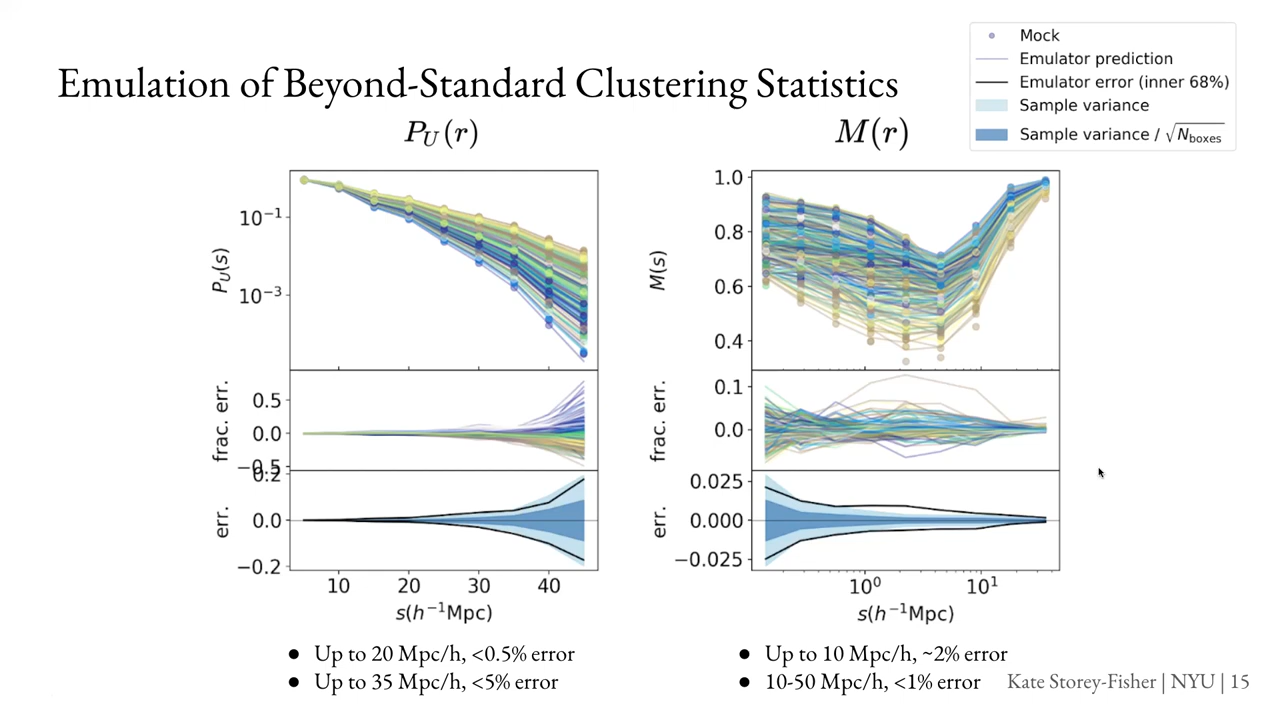 Emulation of Beyond-Standard Clustering Statistics
Mock
Emulator prediction
Emulator error (inner 68%)
Sample variance
Sample variance / √N_boxes
P_U(r)
M(r)
P_U(s)
10⁻¹
10⁻³
frac. err.
0.5
0.0
−0.5
err.
0.2
0.0
−0.2
10 20 30 40
s(h⁻¹Mpc)
M(s)
1.0
0.8
0.6
0.4
frac. err.
0.1
0.0
err.
0.025
0.000
−0.025
10⁰ 10¹
s(h⁻¹Mpc)
● Up to 20 Mpc/h, <0.5% error
● Up to 35 Mpc/h, <5% error
● Up to 10 Mpc/h, ~2% error
● 10-50 Mpc/h, <1% error
Kate Storey-Fisher | NYU | 15